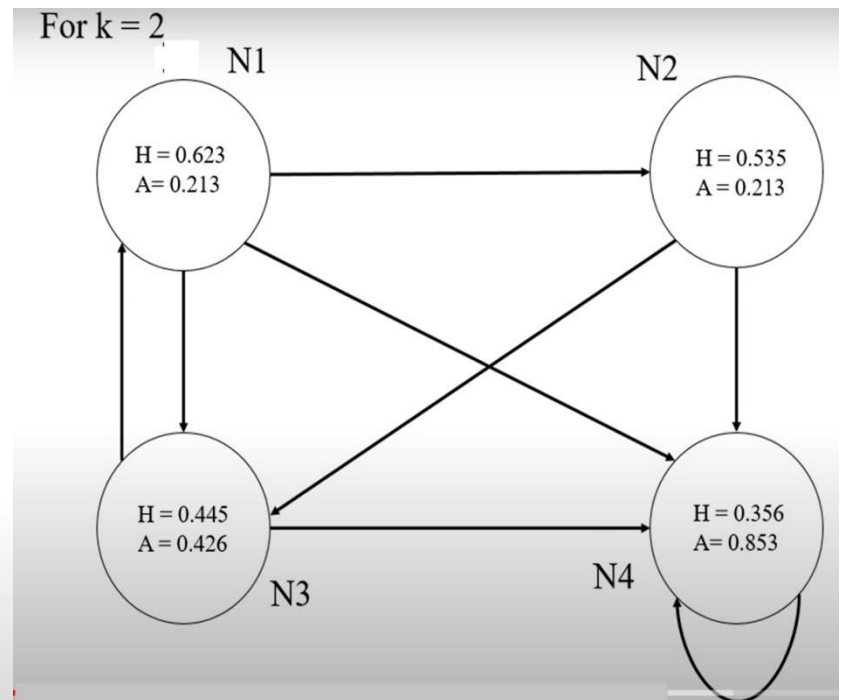 For k = 2
N1
N2
H = 0.623
A= 0.213
H = 0.535
A = 0.213
H = 0.445
A = 0.426
H = 0.356
A= 0.853
N3
N4